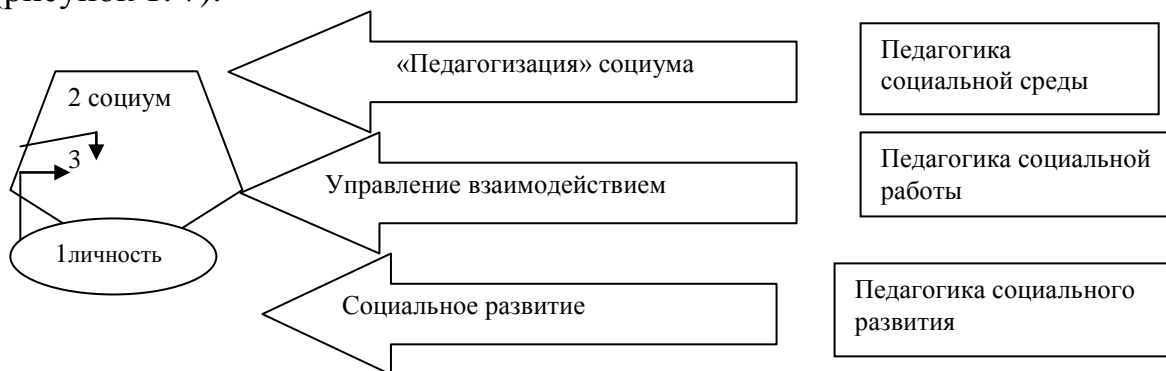 (рисунок 1. 7).
«Педагогизация» социума
Педагогика
социальной среды
2 социум
3
Управление взаимодействием
Педагогика социальной
работы
1личность
Социальное развитие
Педагогика социального
развития